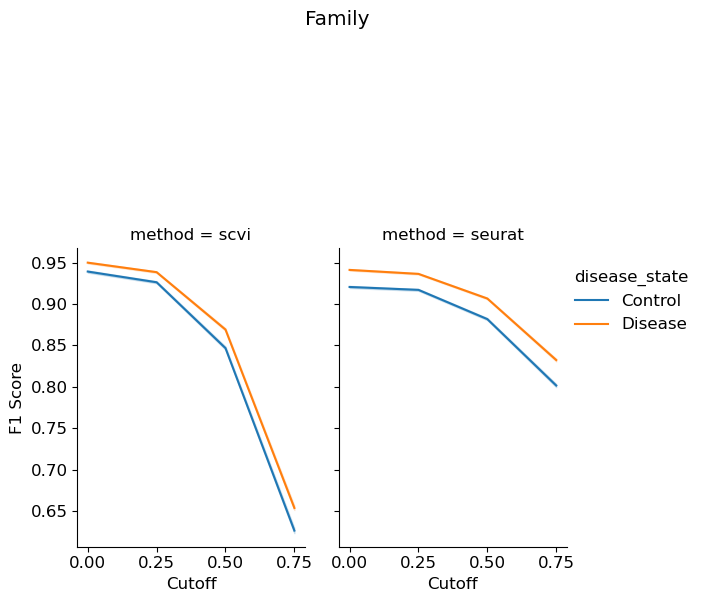 Family
method = scvi
method = seurat
F1 Score
0.95
0.90
0.85
0.80
0.75
0.70
0.65
0.00 0.25 0.50 0.75
0.00 0.25 0.50 0.75
Cutoff
Cutoff
disease_state
Control
Disease